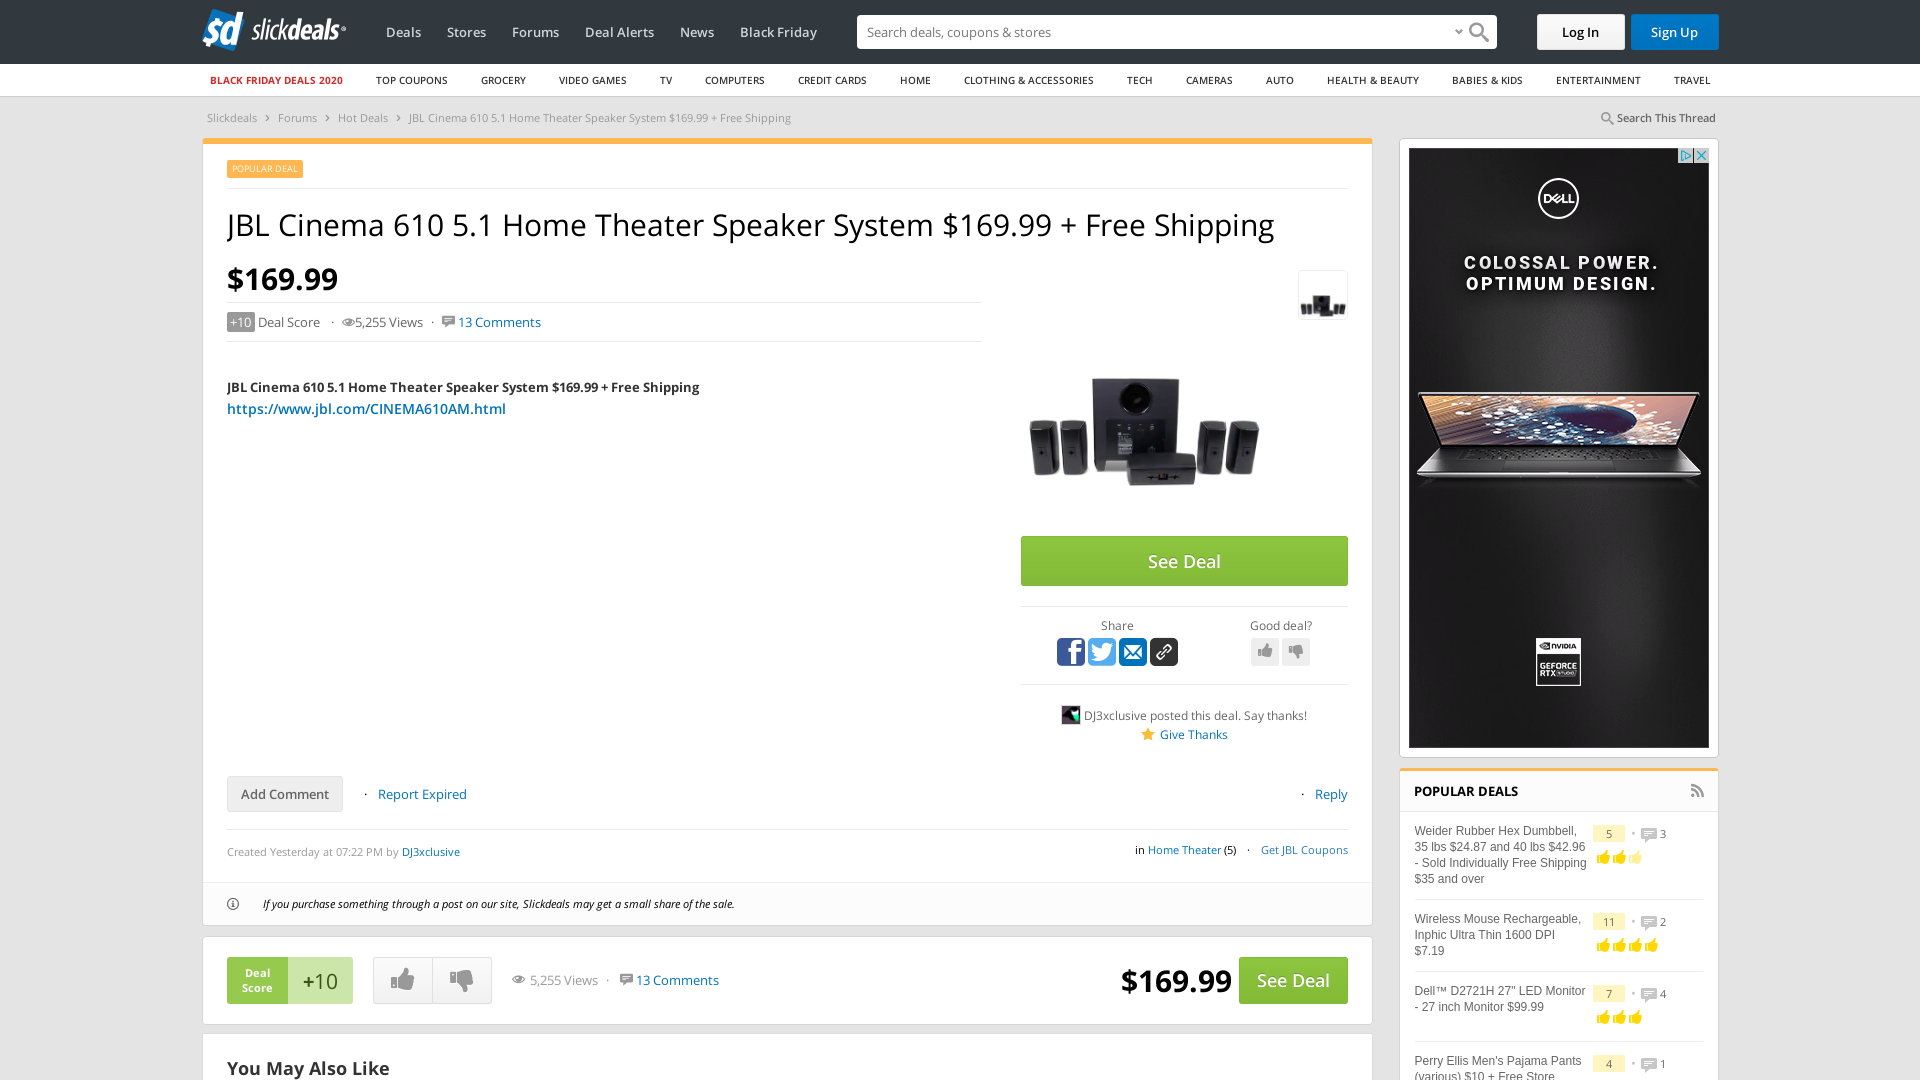 sd slickdeals
Deals Stores Forums Deal Alerts News Black Friday Search deals, coupons & stores Log In Sign Up
BLACK FRIDAY DEALS 2020 TOP COUPONS GROCERY VIDEO GAMES TV COMPUTERS CREDIT CARDS HOME CLOTHING & ACCESSORIES TECH CAMERAS AUTO HEALTH & BEAUTY BABIES & KIDS ENTERTAINMENT TRAVEL
Slickdeals › Forums › Hot Deals › JBL Cinema 610 5.1 Home Theater Speaker System $169.99 + Free Shipping
Search This Thread
POPULAR DEAL
JBL Cinema 610 5.1 Home Theater Speaker System $169.99 + Free Shipping
$169.99
+10 Deal Score · 5,255 Views · 13 Comments
JBL Cinema 610 5.1 Home Theater Speaker System $169.99 + Free Shipping
https://www.jbl.com/CINEMA610AM.html
See Deal
Share
Good deal?
DJ3xclusive posted this deal. Say thanks!
Give Thanks
Add Comment · Report Expired
· Reply
Created Yesterday at 07:22 PM by DJ3xclusive
in Home Theater (5) · Get JBL Coupons
If you purchase something through a post on our site, Slickdeals may get a small share of the sale.
Deal
Score
+10
5,255 Views · 13 Comments
$169.99
See Deal
You May Also Like
DELL
COLOSSAL POWER.
OPTIMUM DESIGN.
NVIDIA
GEFORCE
RTX STUDIO
POPULAR DEALS
Weider Rubber Hex Dumbbell,
35 lbs $24.87 and 40 lbs $42.96
- Sold Individually Free Shipping
$35 and over
5 • 3
Wireless Mouse Rechargeable,
Inphic Ultra Thin 1600 DPI
$7.19
11 • 2
Dell™ D2721H 27" LED Monitor
- 27 inch Monitor $99.99
7 • 4
Perry Ellis Men's Pajama Pants
(various) $10 + Free Store
4 • 1